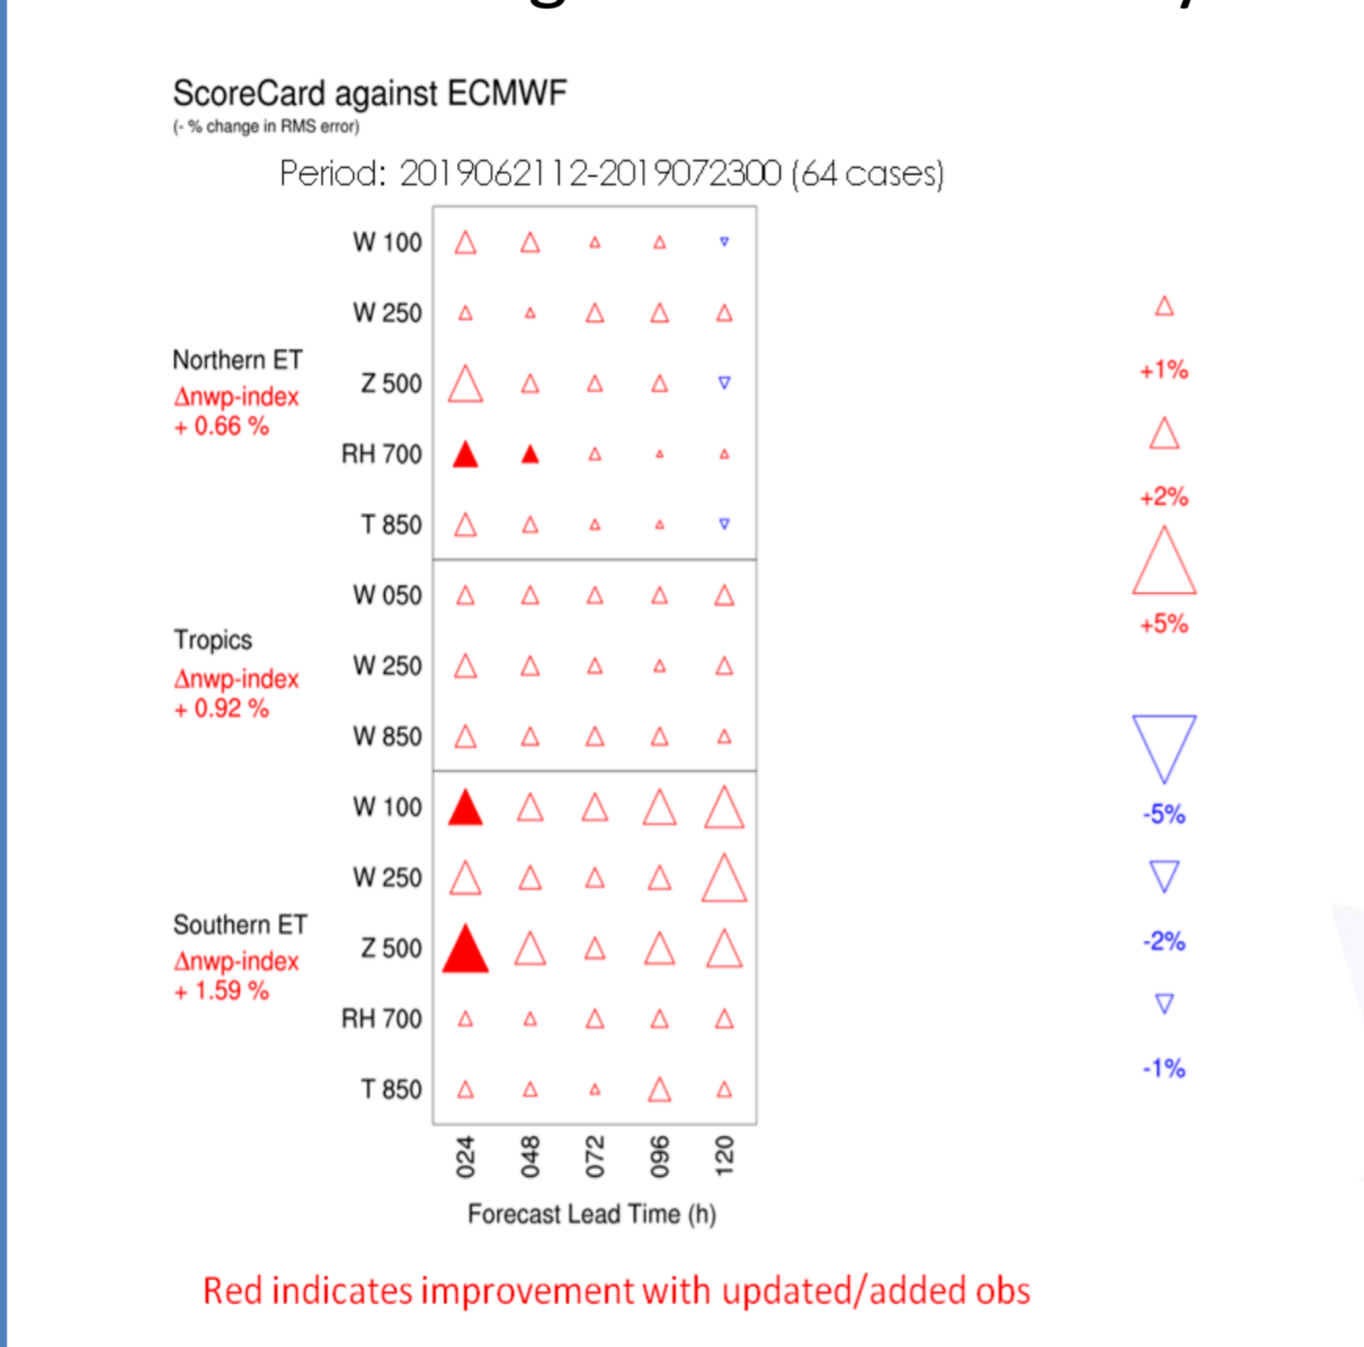 ScoreCard against ECMWF
(- % change in RMS error)
Period: 2019062112-2019072300 (64 cases)
W 100
W 250
Northern ET
Z 500
Δnwp-index
+ 0.66 %
RH 700
T 850
W 050
Tropics
W 250
Δnwp-index
+ 0.92 %
W 850
W 100
W 250
Southern ET
Z 500
Δnwp-index
+ 1.59 %
RH 700
T 850
024 048 072 096 120
Forecast Lead Time (h)
+1%
+2%
+5%
-5%
-2%
-1%
Red indicates improvement with updated/added obs